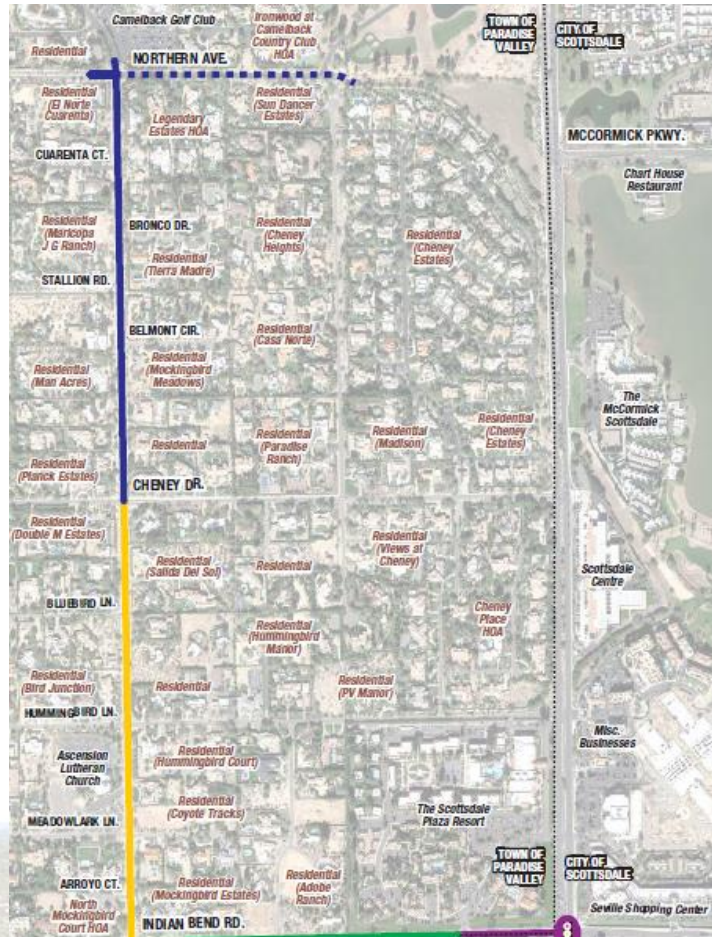 Camelback Golf Club
Ironwood at
Camelback
Country Club
HOA
TOWN OF
PARADISE
VALLEY
CITY OF
SCOTTSDALE
Residential
NORTHERN AVE.
Residential
(El Norte
Cuarenta)
Legendary
Estates HOA
Residential
(Sun Dancer
Estates)
MCCORMICK PKWY.
CUARENTA CT.
Chart House
Restaurant
Residential
(Maricopa
J G Ranch)
BRONCO DR.
Residential
(Cheney
Heights)
Residential
(Cheney
Estates)
Residential
(Tierra Madre)
STALLION RD.
BELMONT CIR.
Residential
(Casa Norte)
Residential
(Man Acres)
Residential
(Mockingbird
Meadows)
The
McCormick
Scottsdale
Residential
Residential
(Paradise
Ranch)
Residential
(Madison)
Residential
(Cheney
Estates)
Residential
(Planck Estates)
CHENEY DR.
Residential
(Double M Estates)
Residential
(Views at
Cheney)
Residential
(Salida Del Sol)
Residential
Scottsdale
Centre
BLUEBIRD LN.
Cheney
Place
HOA
Residential
(Hummingbird
Manor)
Residential
(Bird Junction)
Residential
Residential
(PV Manor)
HUMMINGBIRD LN.
Misc.
Businesses
Ascension
Lutheran
Church
Residential
(Hummingbird Court)
Residential
(Coyote Tracks)
The Scottsdale
Plaza Resort
MEADOWLARK LN.
TOWN OF
PARADISE
VALLEY
CITY OF
SCOTTSDALE
ARROYO CT.
Residential
(Mockingbird Estates)
Residential
(Adobe
Ranch)
North
Mockingbird
Court HOA
INDIAN BEND RD.
Seville Shopping Center
8